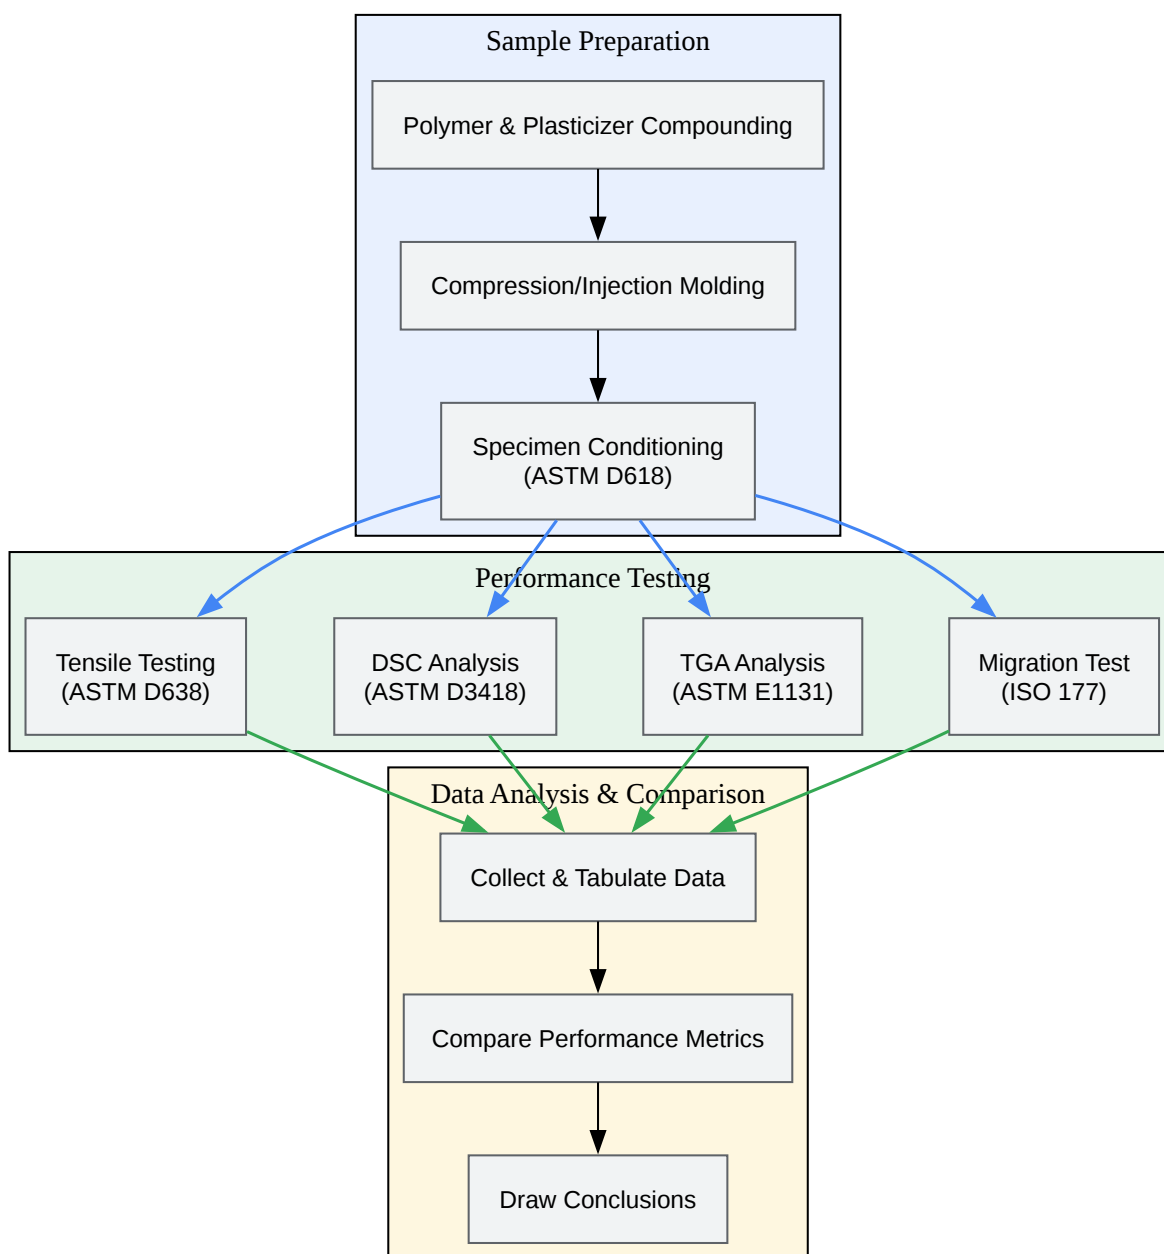 Sample Preparation
Polymer & Plasticizer Compounding
Compression/Injection Molding
Specimen Conditioning
(ASTM D618)
Performance Testing
Tensile Testing
(ASTM D638)
DSC Analysis
(ASTM D3418)
TGA Analysis
(ASTM E1131)
Migration Test
(ISO 177)
Data Analysis & Comparison
Collect & Tabulate Data
Compare Performance Metrics
Draw Conclusions